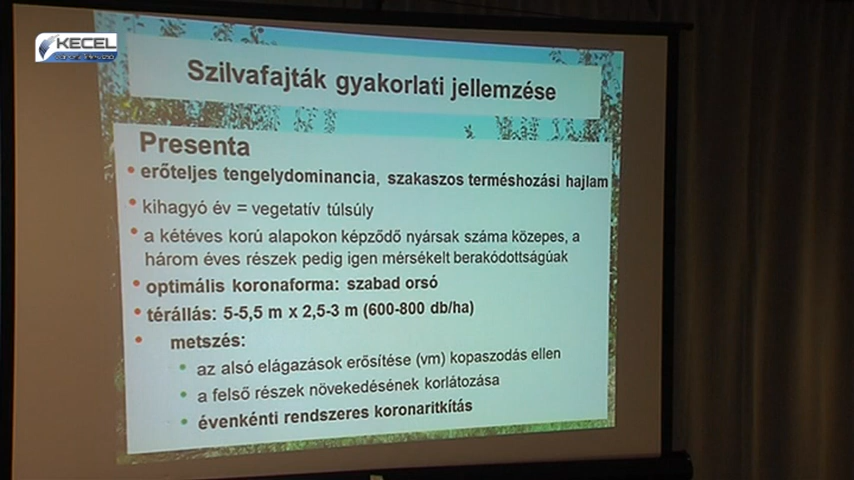 KECEL
Szilvafajták gyakorlati jellemzése
Presenta
• erőteljes tengelydominancia, szakaszos terméshozási hajlam
• kihagyó év = vegetatív túlsúly
• a kétéves korú alapokon képződő nyársak száma közepes, a
három éves részek pedig igen mérsékelt berakódottságúak
• optimális koronaforma: szabad orsó
• térállás: 5-5,5 m x 2,5-3 m (600-800 db/ha)
• metszés:
• az alsó elágazások erősítése (vm) kopaszodás ellen
• a felső részek növekedésének korlátozása
• évenkénti rendszeres koronaritkítás